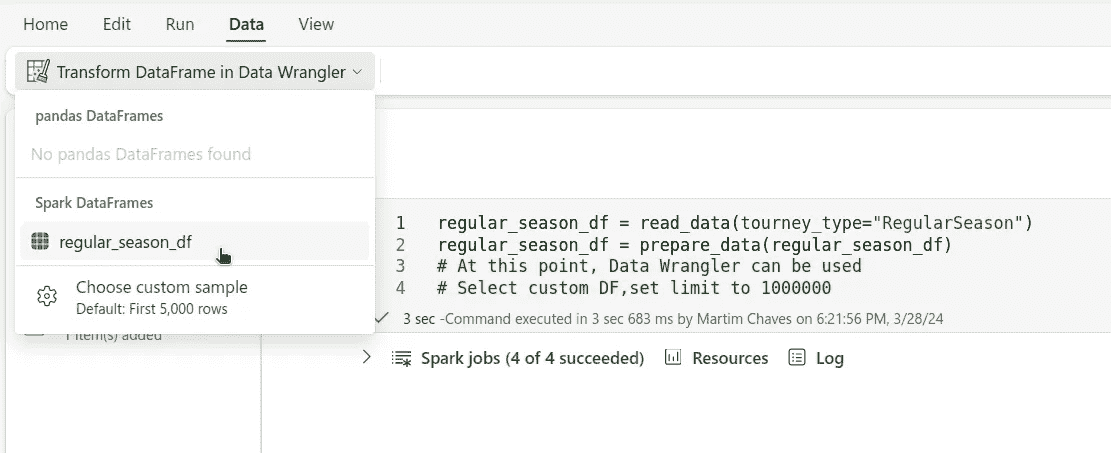 Home Edit Run Data View
Transform DataFrame in Data Wrangler
pandas DataFrames
No pandas DataFrames found
Spark DataFrames
regular_season_df
Choose custom sample
Default: First 5,000 rows
1 item(s) added
1 regular_season_df = read_data(tourney_type="RegularSeason")
2 regular_season_df = prepare_data(regular_season_df)
3 # At this point, Data Wrangler can be used
4 # Select custom DF,set limit to 1000000
3 sec -Command executed in 3 sec 683 ms by Martim Chaves on 6:21:56 PM, 3/28/24
Spark jobs (4 of 4 succeeded) Resources Log